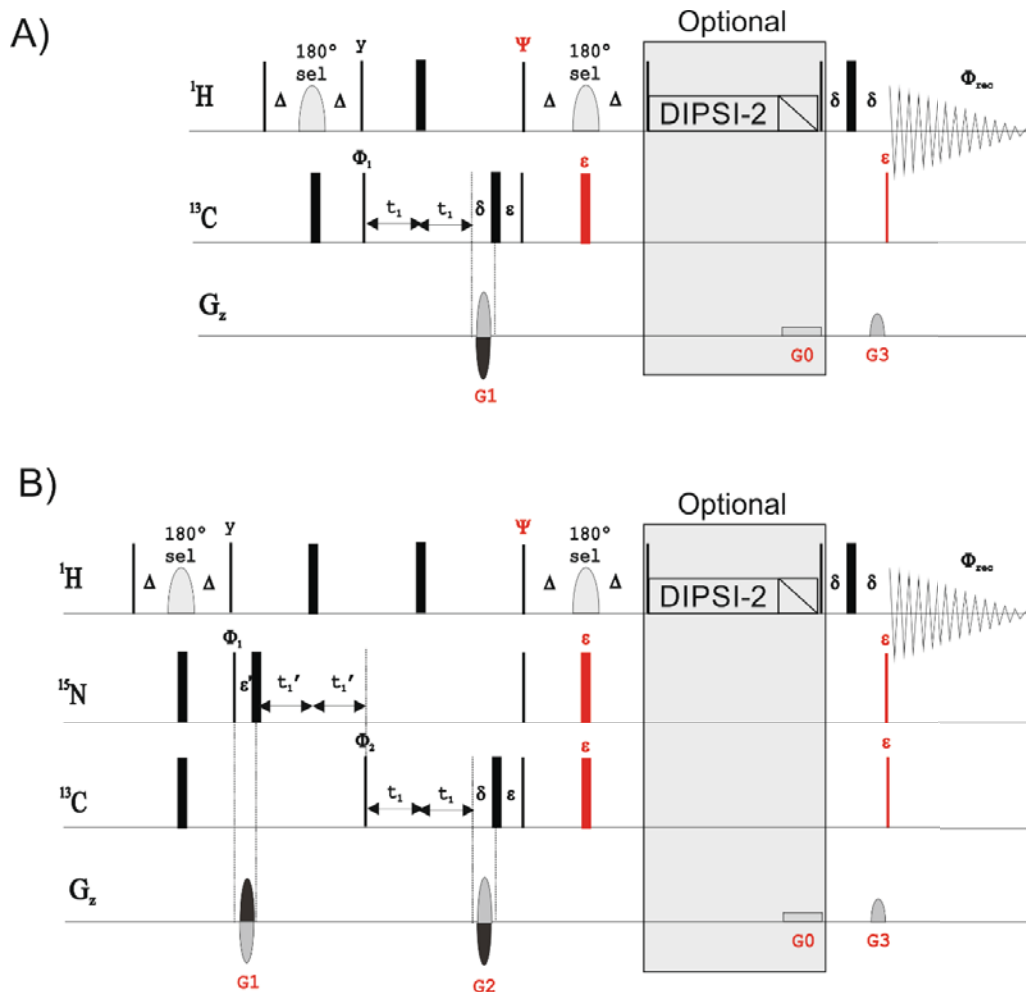 A)
Optional
180°
sel
y
Ψ
180°
sel
¹H
Δ
Δ
Δ
Δ
DIPSI-2
δ
δ
Φrec
Φ₁
ε
ε
¹³C
t₁
t₁
δ
ε
Gz
G1
G0
G3
B)
Optional
180°
sel
y
Ψ
180°
sel
¹H
Δ
Δ
Δ
Δ
DIPSI-2
δ
δ
Φrec
Φ₁
ε
ε
¹⁵N
ε'
t₁'
t₁'
Φ₂
ε
ε
¹³C
t₁
t₁
δ
ε
Gz
G1
G2
G0
G3